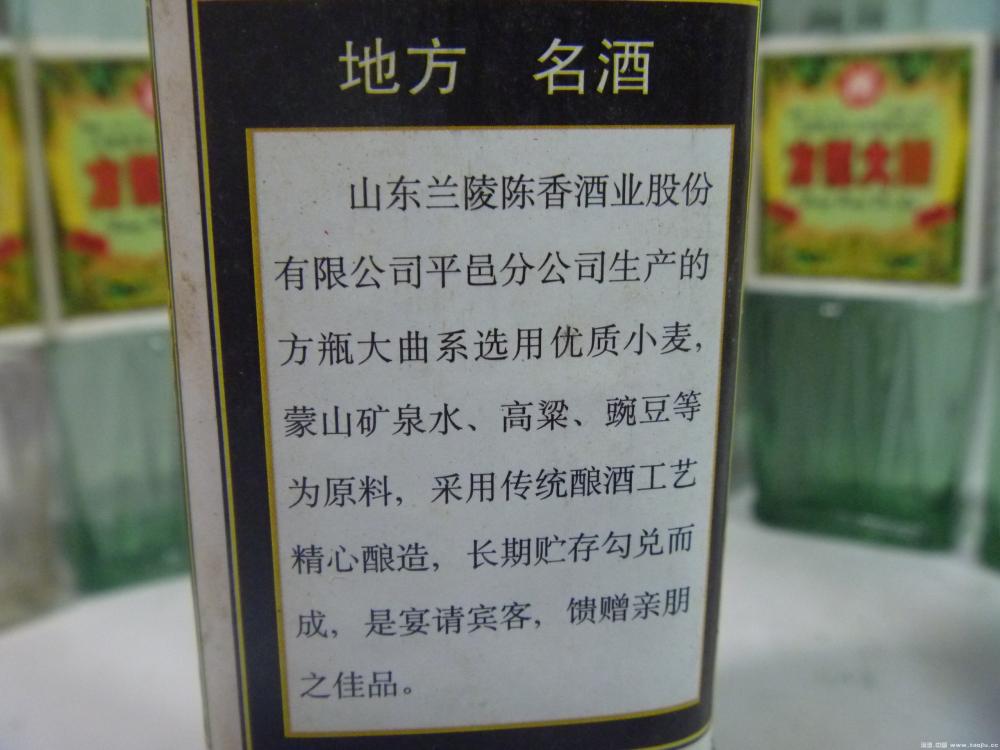 地方 名酒
山东兰陵陈香酒业股份
有限公司平邑分公司生产的
方瓶大曲系选用优质小麦,
蒙山矿泉水、高粱、豌豆等
为原料, 采用传统酿酒工艺
精心酿造, 长期贮存勾兑而
成, 是宴请宾客, 馈赠亲朋
之佳品。
方瓶大曲